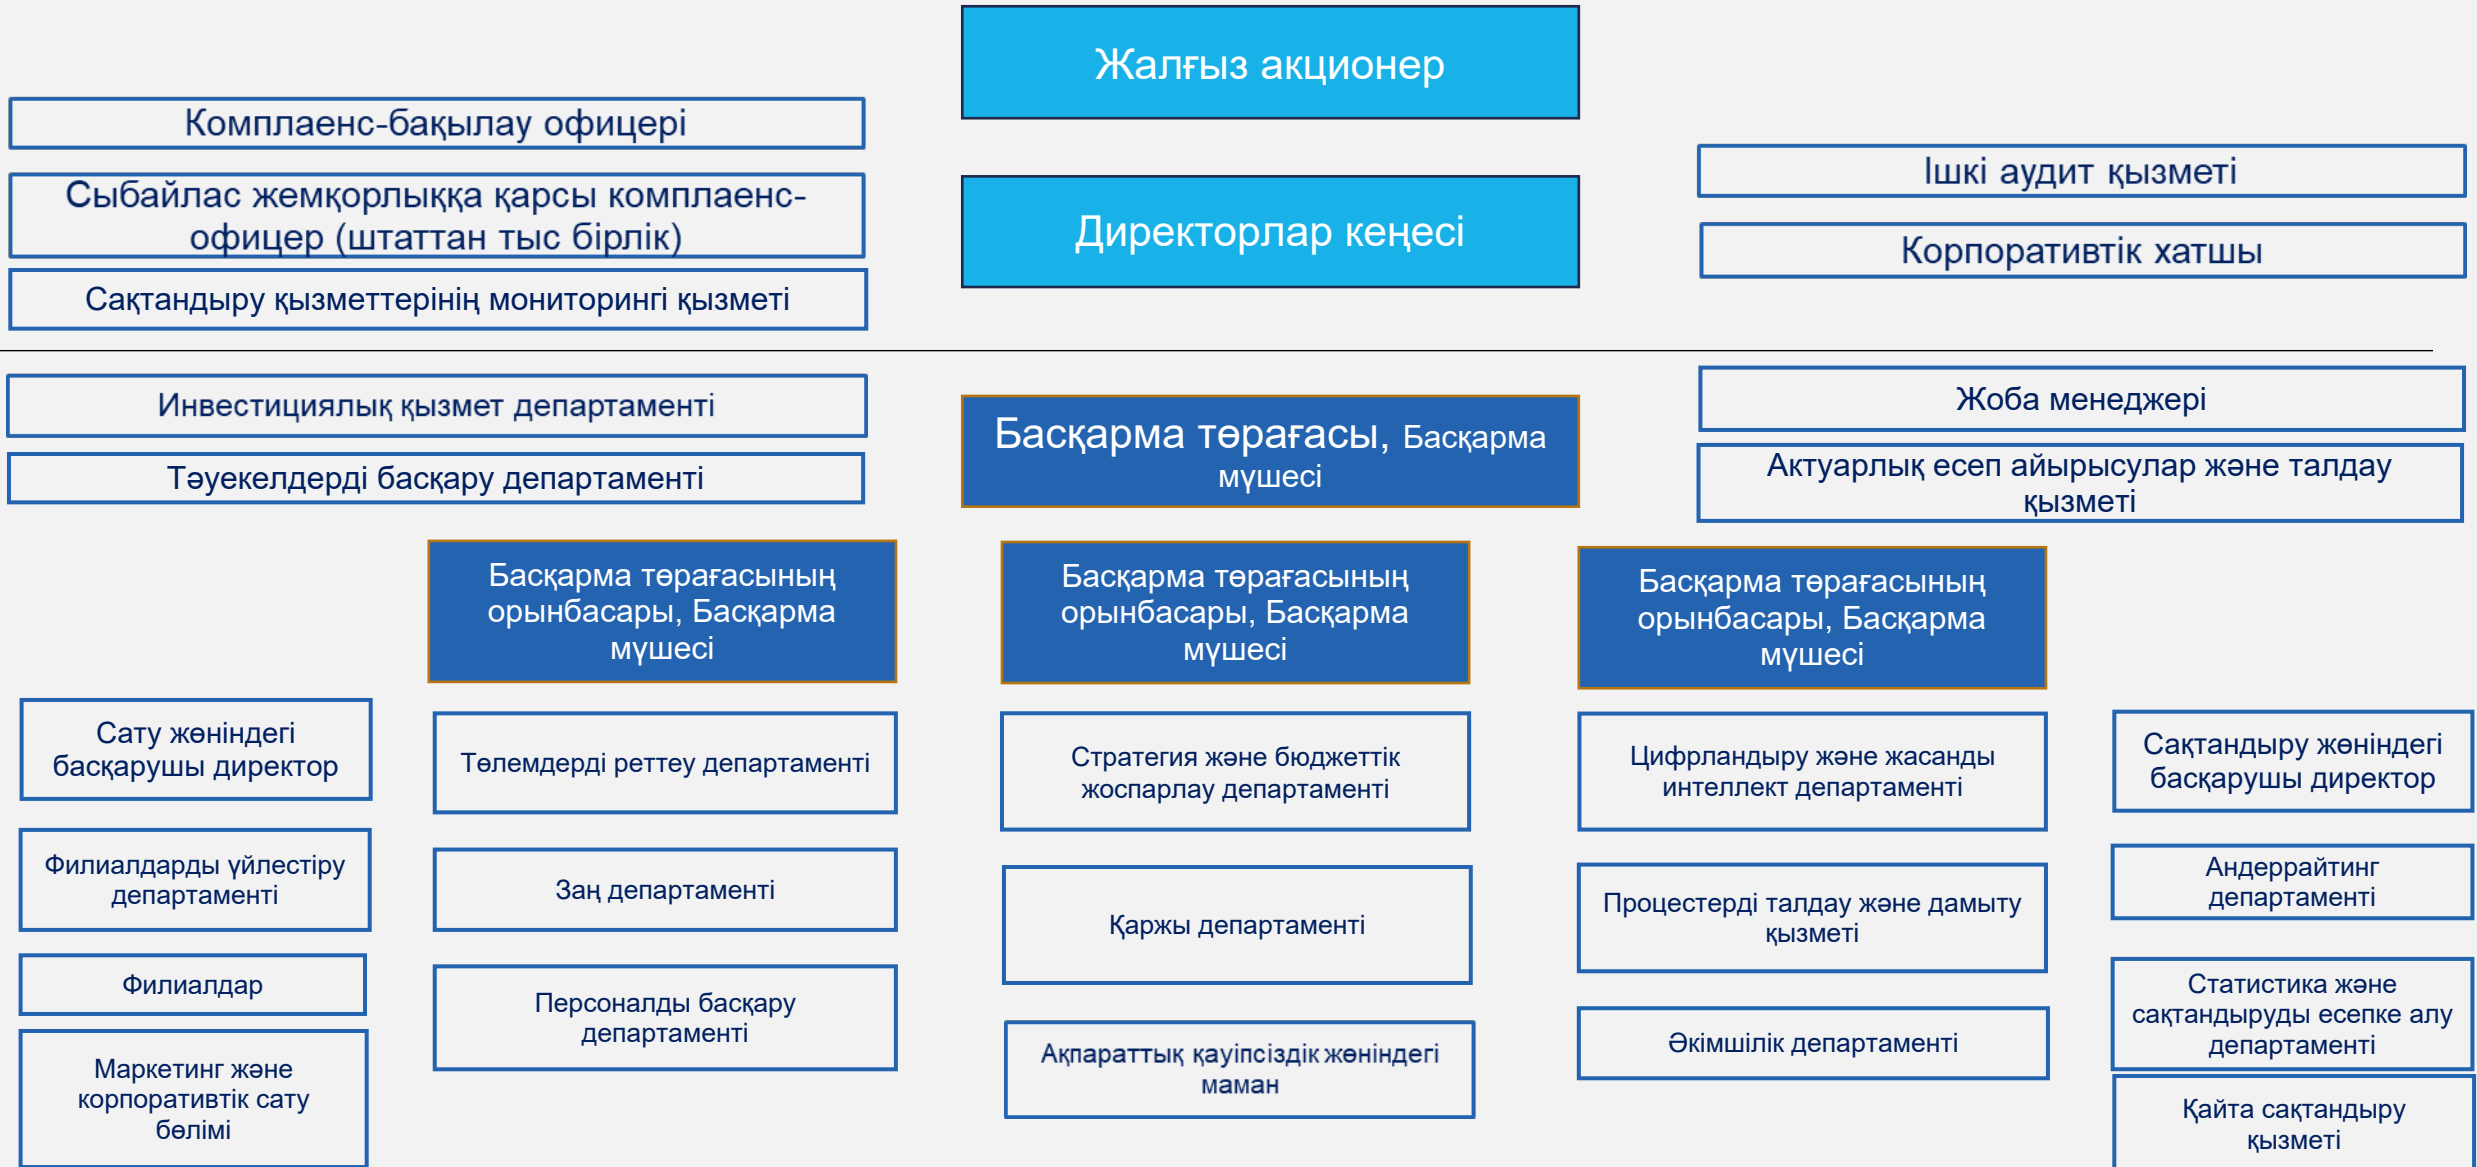 Жалғыз акционер
Комплаенс-бақылау офицері
Сыбайлас жемқорлыққа қарсы комплаенс-
офицер (штаттан тыс бірлік)
Сақтандыру қызметтерінің мониторингі қызметі
Директорлар кеңесі
Ішкі аудит қызметі
Корпоративтік хатшы
Инвестициялық қызмет департаменті
Тәуекелдерді басқару департаменті
Басқарма төрағасы, Басқарма
мүшесі
Жоба менеджері
Актуарлық есеп айырысулар және талдау
қызметі
Басқарма төрағасының
орынбасары, Басқарма
мүшесі
Басқарма төрағасының
орынбасары, Басқарма
мүшесі
Басқарма төрағасының
орынбасары, Басқарма
мүшесі
Сату жөніндегі
басқарушы директор
Филиалдарды үйлестіру
департаменті
Филиалдар
Маркетинг және
корпоративтік сату
бөлімі
Төлемдерді реттеу департаменті
Заң департаменті
Персоналды басқару
департаменті
Стратегия және бюджеттік
жоспарлау департаменті
Қаржы департаменті
Ақпараттық қауіпсіздік жөніндегі
маман
Цифрландыру және жасанды
интеллект департаменті
Процестерді талдау және дамыту
қызметі
Әкімшілік департаменті
Сақтандыру жөніндегі
басқарушы директор
Андеррайтинг
департаменті
Статистика және
сақтандыруды есепке алу
департаменті
Қайта сақтандыру
қызметі